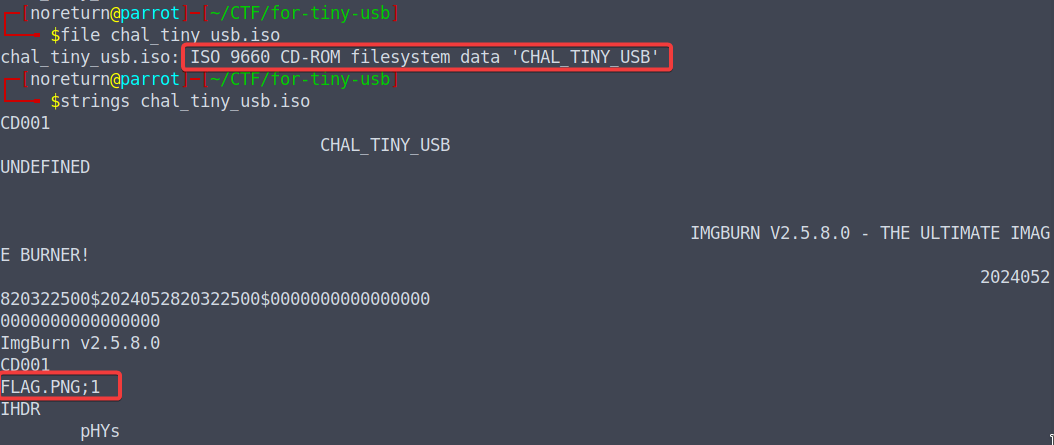 [noreturn@parrot]-[~/CTF/for-tiny-usb]
$file chal_tiny_usb.iso
chal_tiny_usb.iso: ISO 9660 CD-ROM filesystem data 'CHAL_TINY_USB'
[noreturn@parrot]-[~/CTF/for-tiny-usb]
$strings chal_tiny_usb.iso
CD001
CHAL_TINY_USB
UNDEFINED
IMGBURN V2.5.8.0 - THE ULTIMATE IMAG
E BURNER!
2024052
820322500$2024052820322500$0000000000000000
0000000000000000
ImgBurn v2.5.8.0
CD001
FLAG.PNG;1
IHDR
pHYs